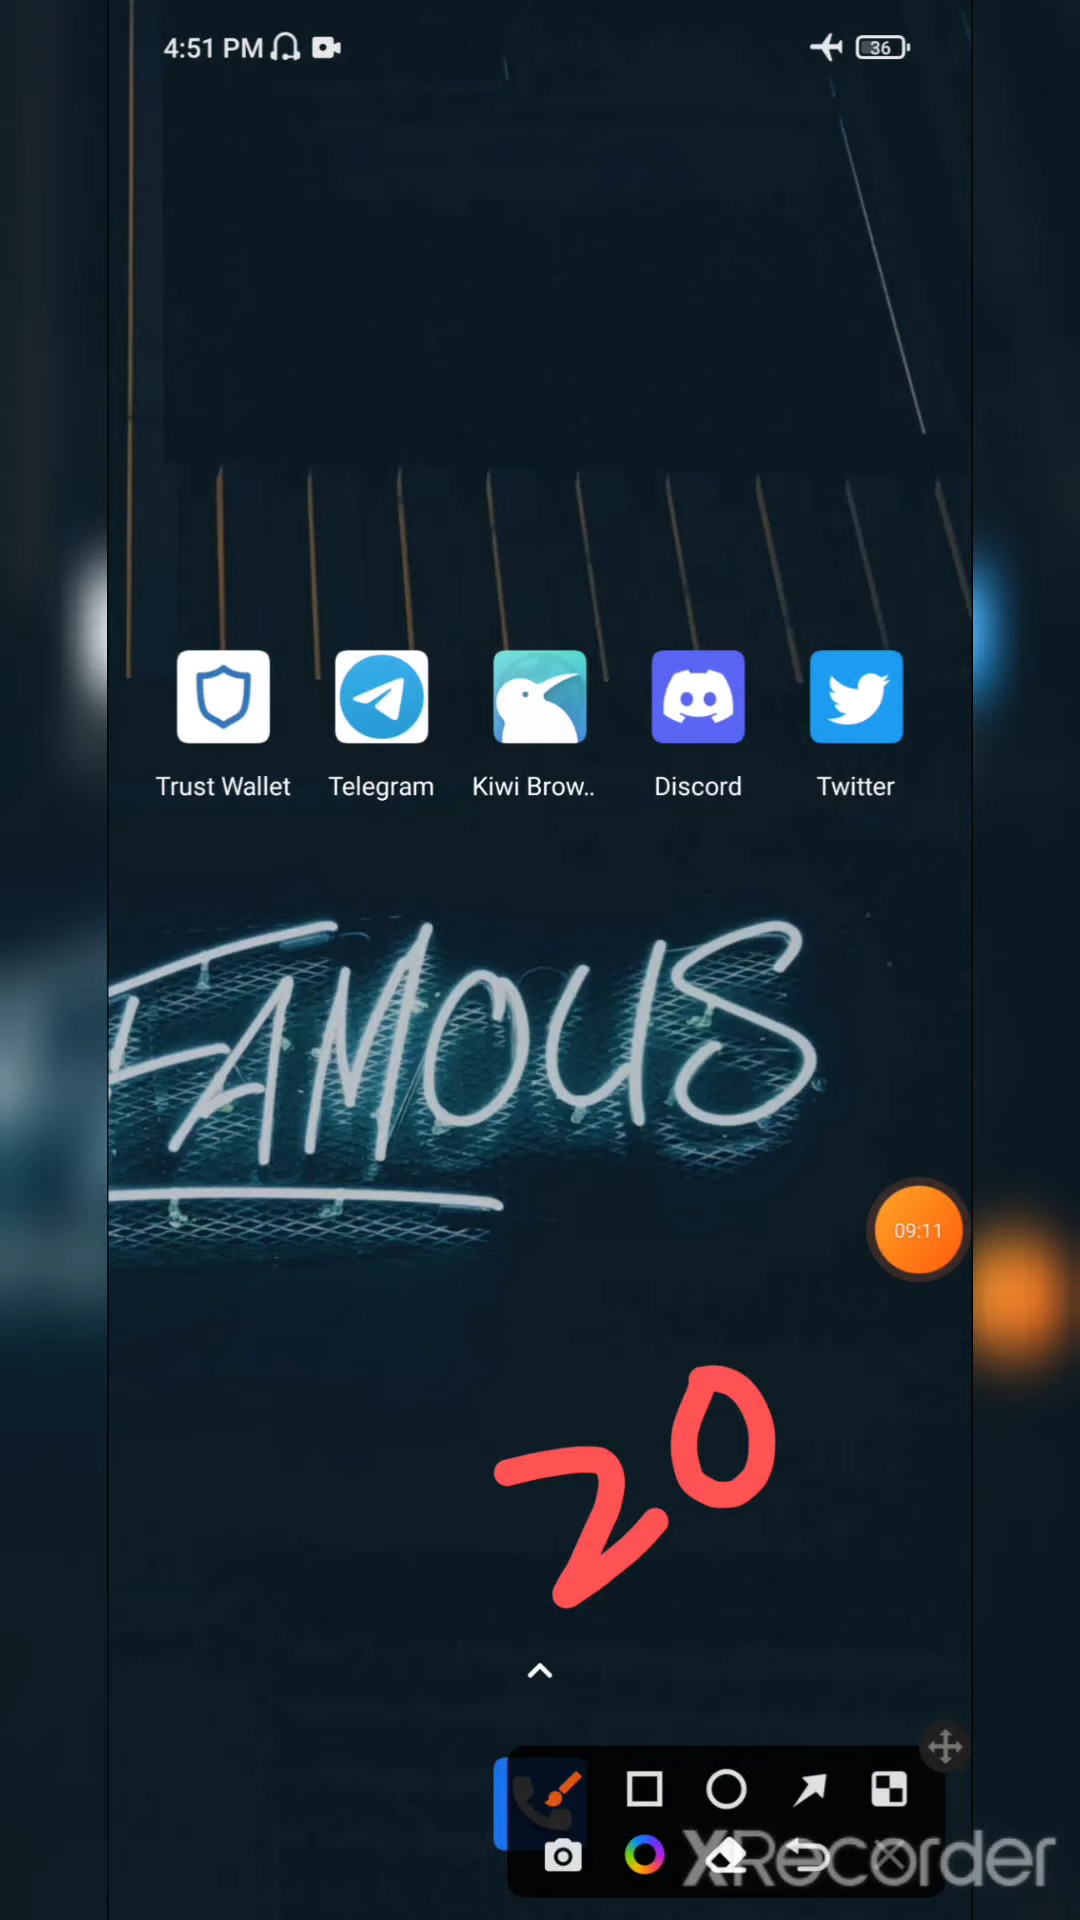 4:51 PM
36
Trust Wallet Telegram Kiwi Brow.. Discord Twitter
FAMOUS
09:11
20
XRecorder